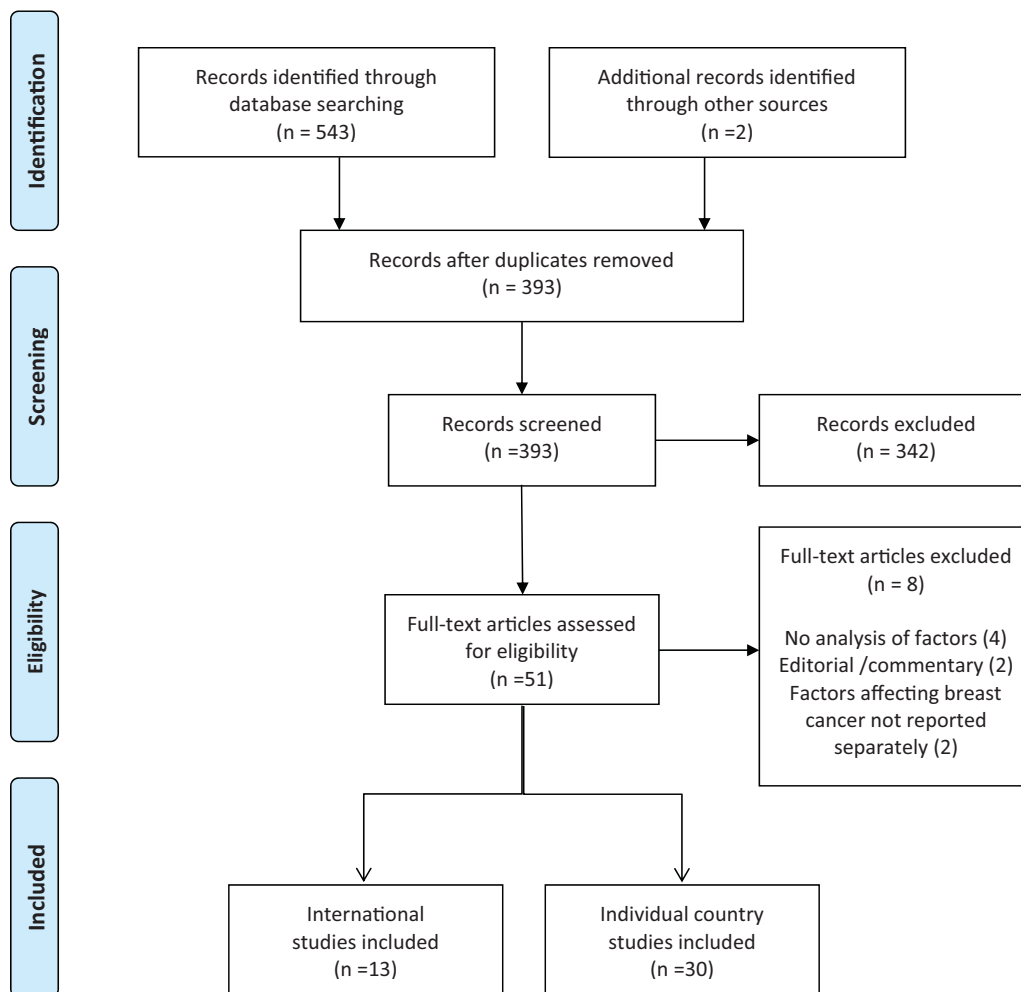 Identification
Records identified through
database searching
(n = 543)
Additional records identified
through other sources
(n =2)
Records after duplicates removed
(n = 393)
Screening
Records screened
(n =393)
Records excluded
(n = 342)
Eligibility
Full-text articles assessed
for eligibility
(n =51)
Full-text articles excluded
(n = 8)
No analysis of factors (4)
Editorial /commentary (2)
Factors affecting breast
cancer not reported
separately (2)
Included
International
studies included
(n =13)
Individual country
studies included
(n =30)